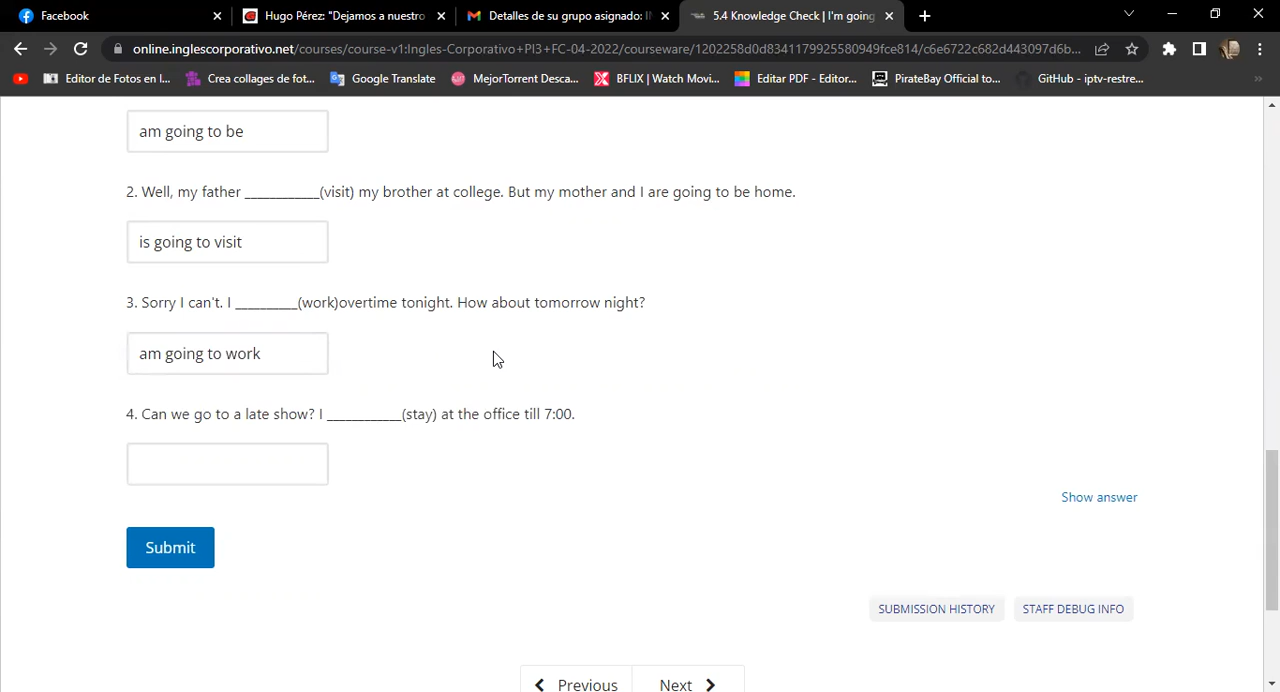 Facebook
Hugo Pérez: "Dejamos a nuestro
Detalles de su grupo asignado:
5.4 Knowledge Check | I'm going
online.inglescorporativo.net/courses/course-v1:Ingles-Corporativo+PI3+FC-04-2022/courseware/1202258d0d8341179925580949fce814/c6e6722c682d443097d6b...
Editor de Fotos en l...
Crea collages de fot...
Google Translate
MejorTorrent Desca...
BFLIX | Watch Movi...
Editar PDF - Editor...
PirateBay Official to...
GitHub - iptv-restre...
am going to be
2. Well, my father ____________(visit) my brother at college. But my mother and I are going to be home.
is going to visit
3. Sorry I can't. I __________(work)overtime tonight. How about tomorrow night?
am going to work
4. Can we go to a late show? I ____________(stay) at the office till 7:00.
Show answer
Submit
SUBMISSION HISTORY
STAFF DEBUG INFO
Previous
Next